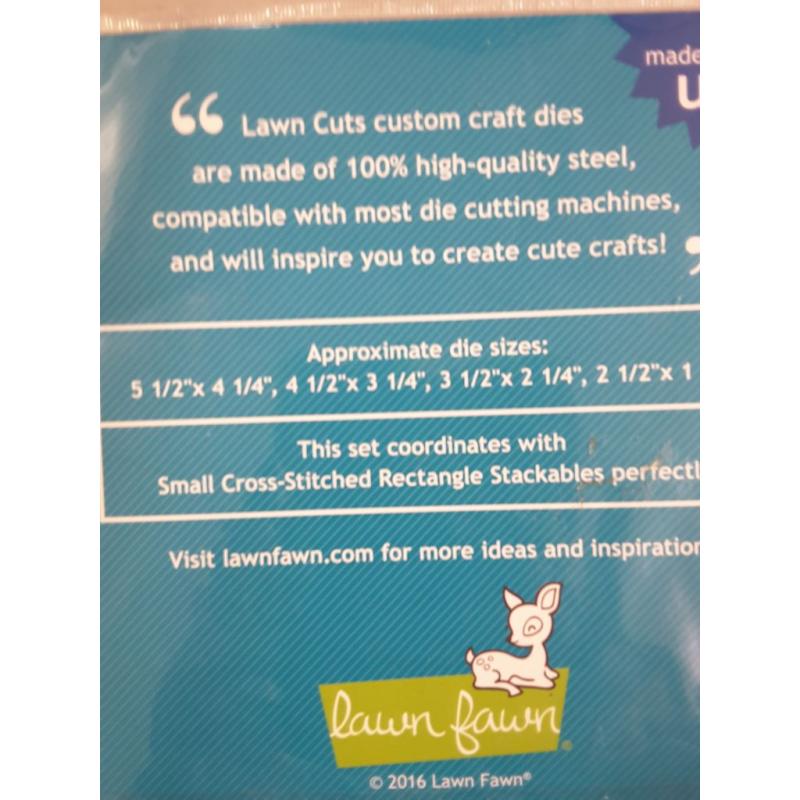 made
U
“ Lawn Cuts custom craft dies
are made of 100% high-quality steel,
compatible with most die cutting machines,
and will inspire you to create cute crafts! ”
Approximate die sizes:
5 1/2"x 4 1/4", 4 1/2"x 3 1/4", 3 1/2"x 2 1/4", 2 1/2"x 1
This set coordinates with
Small Cross-Stitched Rectangle Stackables perfectl
Visit lawnfawn.com for more ideas and inspiration
lawn fawn®
© 2016 Lawn Fawn®